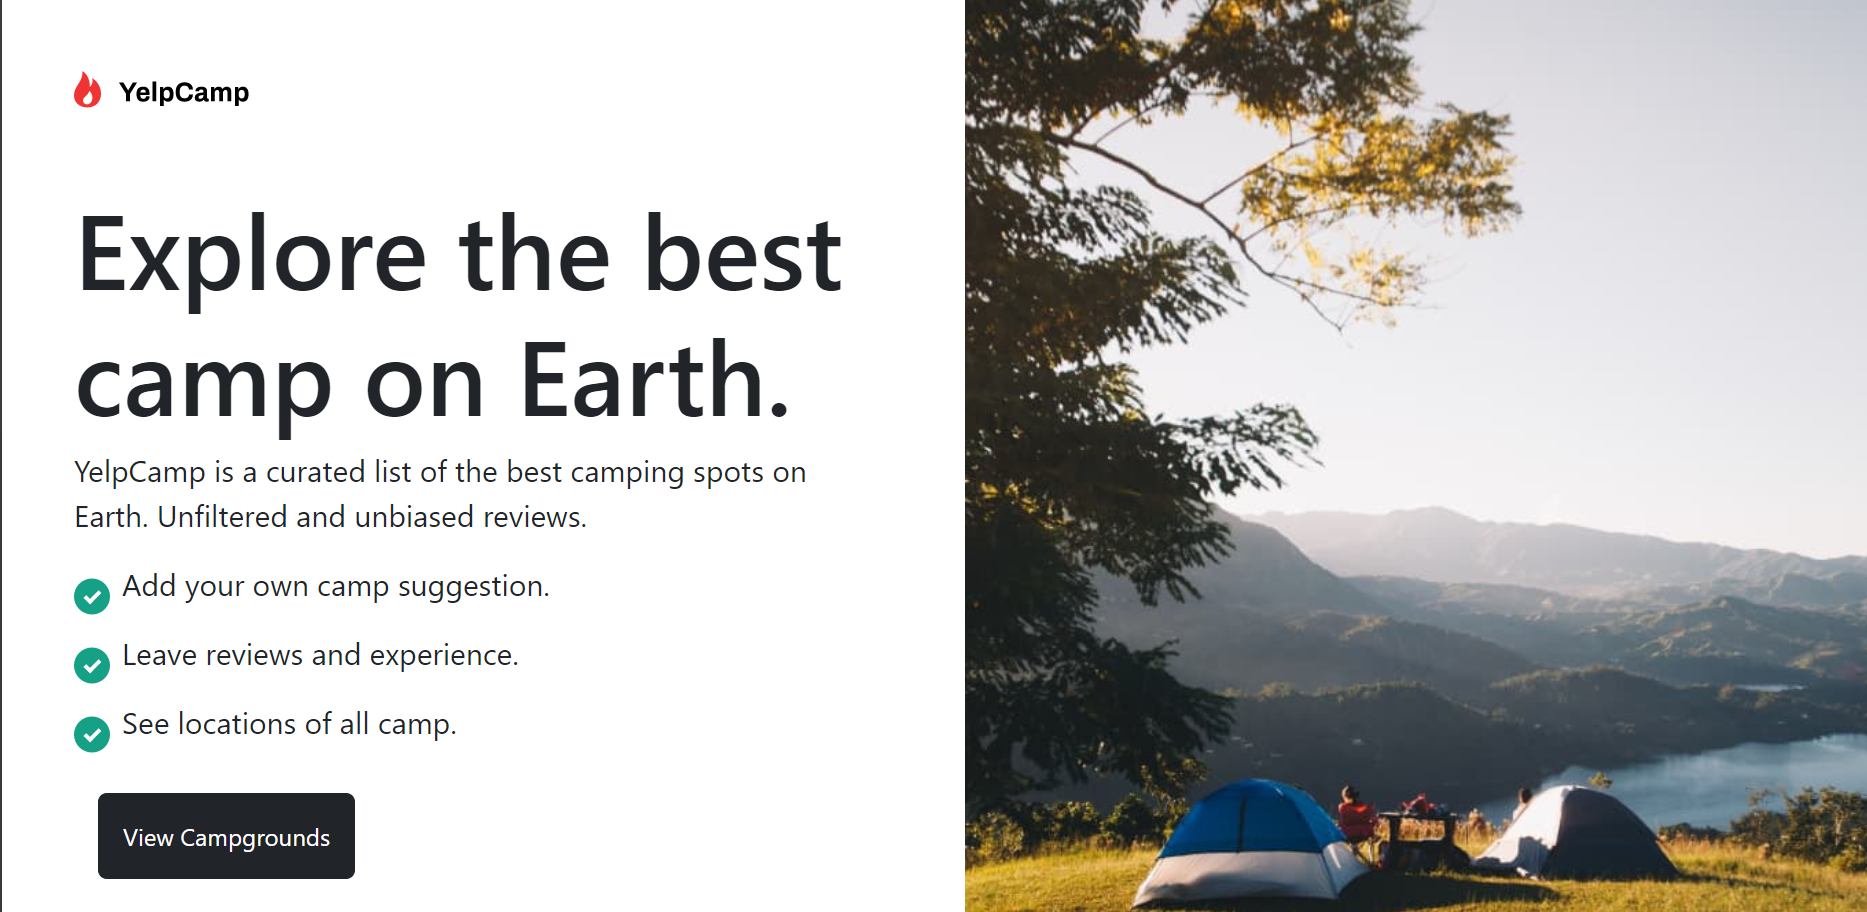 YelpCamp
Explore the best
camp on Earth.
YelpCamp is a curated list of the best camping spots on
Earth. Unfiltered and unbiased reviews.
Add your own camp suggestion.
Leave reviews and experience.
See locations of all camp.
View Campgrounds